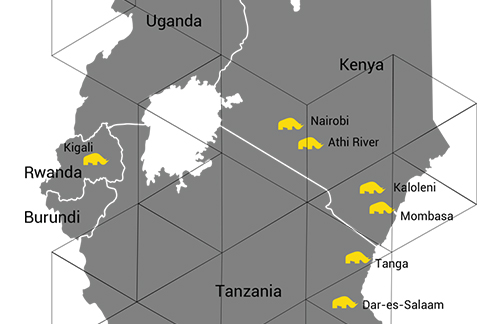 Uganda
Kenya
Nairobi
Athi River
Kigali
Rwanda
Kaloleni
Burundi
Mombasa
Tanga
Tanzania
Dar-es-Salaam